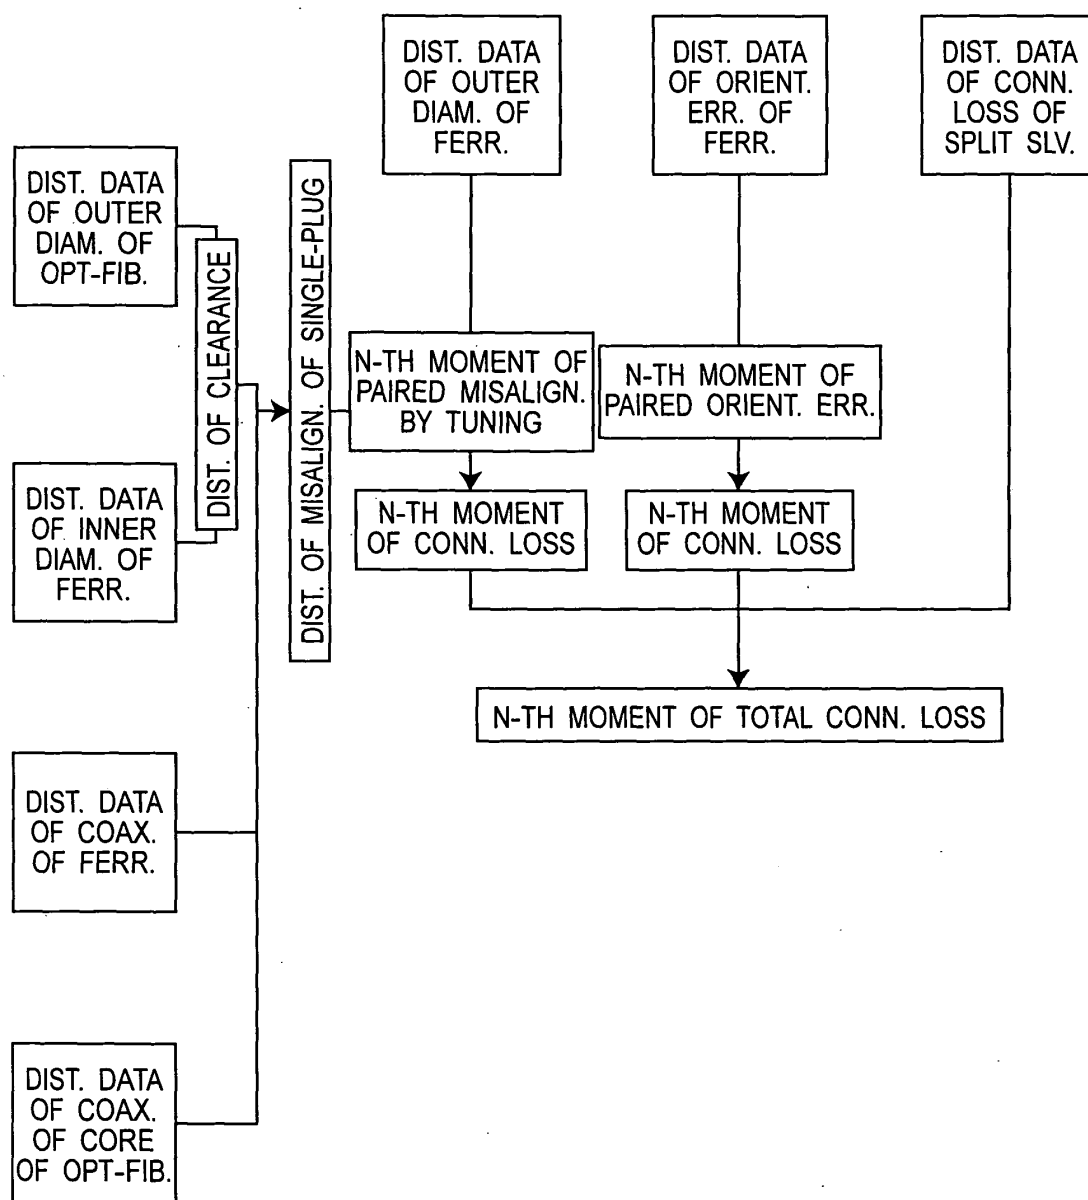 DIST. DATA
OF OUTER
DIAM. OF
FERR.
DIST. DATA
OF ORIENT.
ERR. OF
FERR.
DIST. DATA
OF CONN.
LOSS OF
SPLIT SLV.
DIST. DATA
OF OUTER
DIAM. OF
OPT-FIB.
DIST. OF CLEARANCE
DIST. OF MISALIGN. OF SINGLE-PLUG
N-TH MOMENT OF
PAIRED MISALIGN.
BY TUNING
N-TH MOMENT OF
PAIRED ORIENT. ERR.
DIST. DATA
OF INNER
DIAM. OF
FERR.
N-TH MOMENT
OF CONN. LOSS
N-TH MOMENT
OF CONN. LOSS
N-TH MOMENT OF TOTAL CONN. LOSS
DIST. DATA
OF COAX.
OF FERR.
DIST. DATA
OF COAX.
OF CORE
OF OPT-FIB.